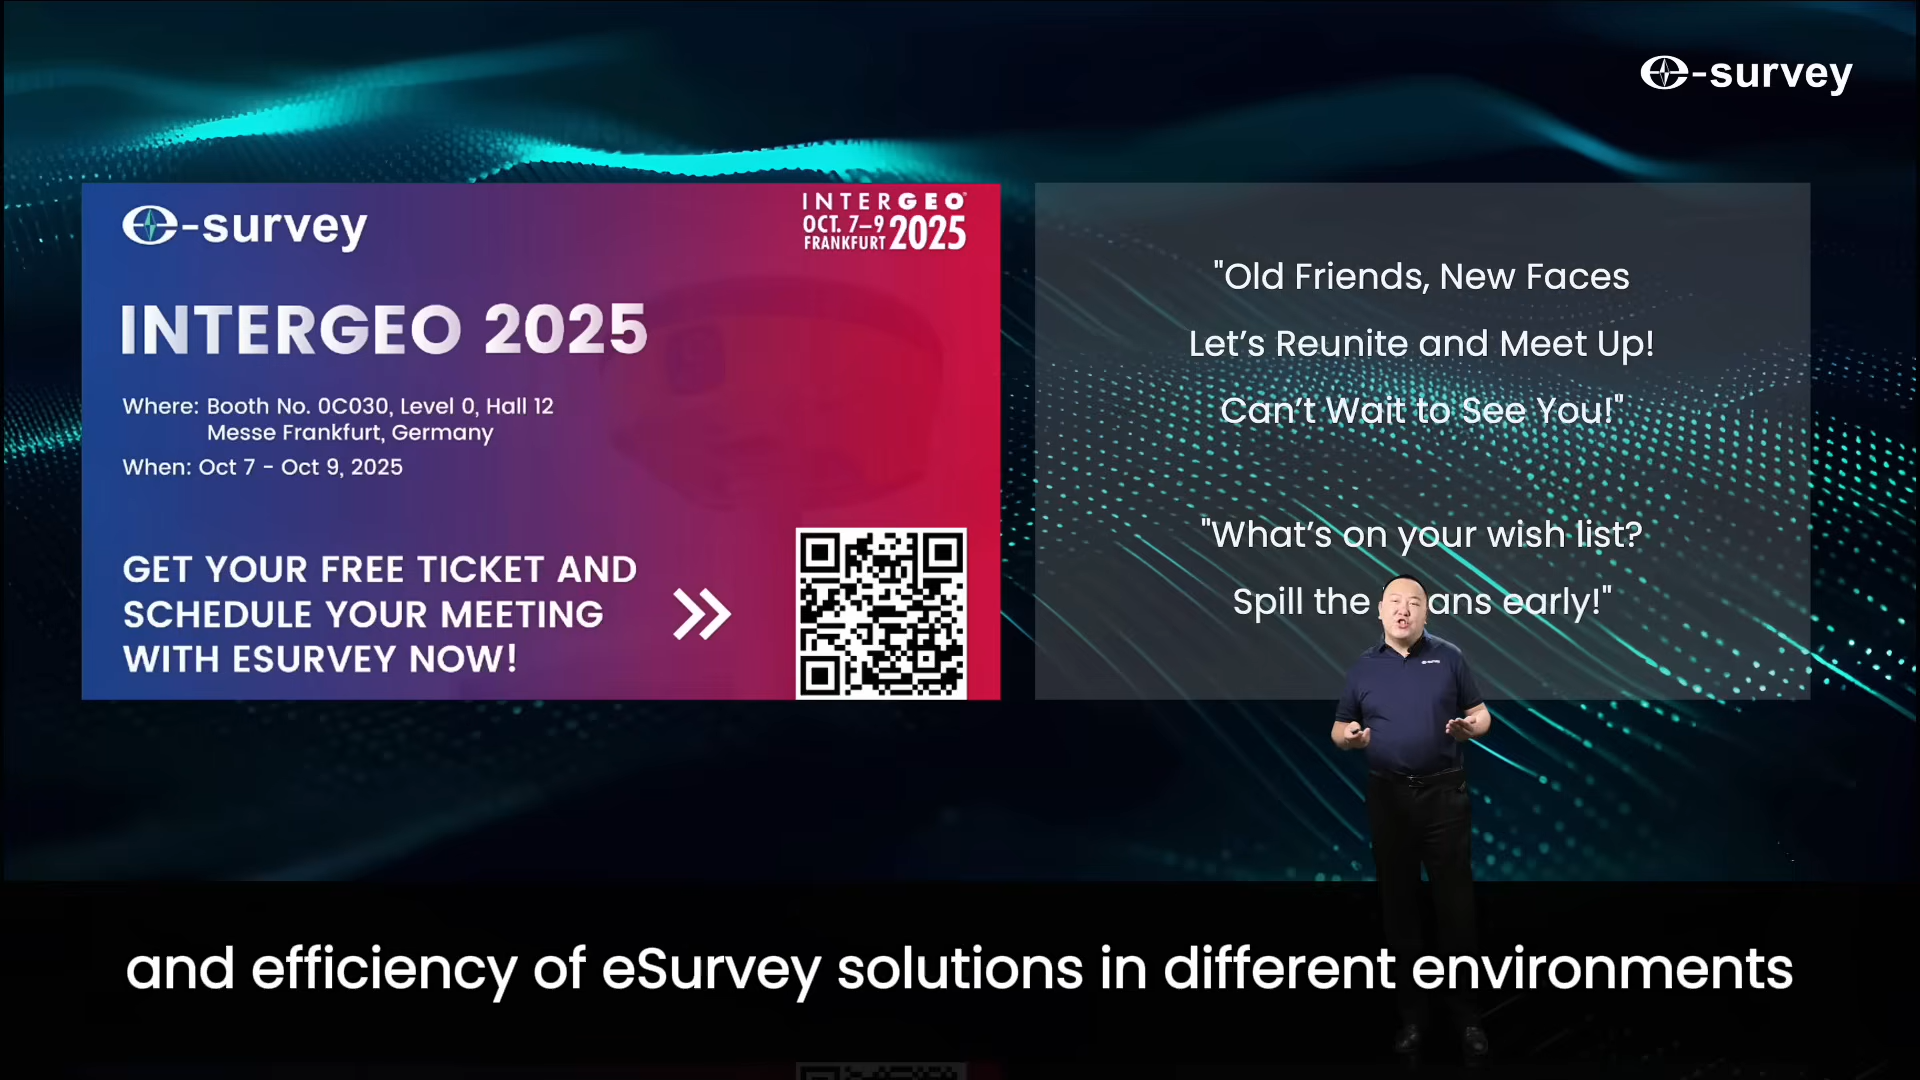 e-survey
e-survey
INTERGEO
OCT. 7–9
FRANKFURT 2025
INTERGEO 2025
Where: Booth No. 0C030, Level 0, Hall 12
Messe Frankfurt, Germany
When: Oct 7 - Oct 9, 2025
GET YOUR FREE TICKET AND
SCHEDULE YOUR MEETING
WITH ESURVEY NOW!
"Old Friends, New Faces
Let’s Reunite and Meet Up!
Can’t Wait to See You!"
"What’s on your wish list?
Spill the ans early!"
and efficiency of eSurvey solutions in different environments